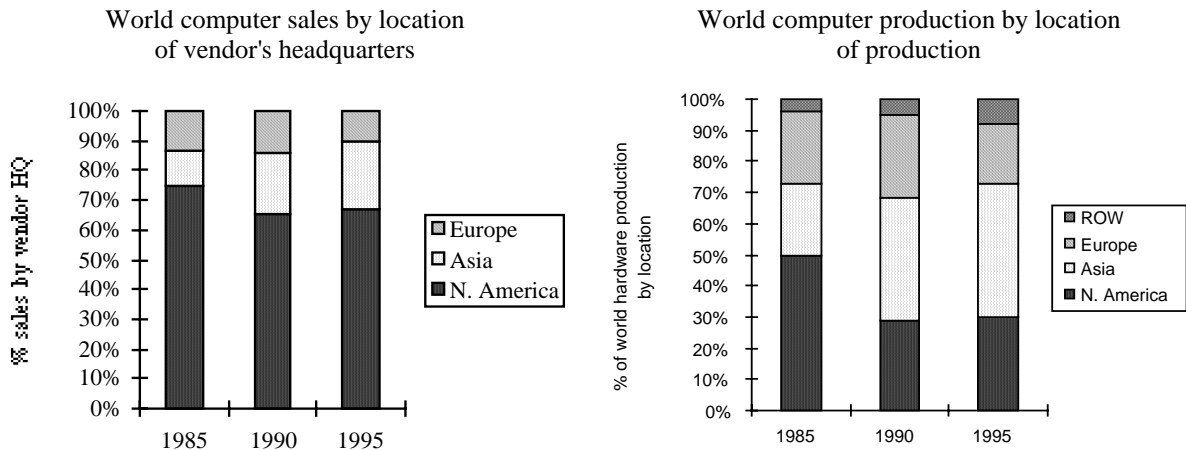 World computer sales by location
of vendor's headquarters
100%
90%
80%
70%
60%
50%
40%
30%
20%
10%
0%
% sales by vendor HQ
1985 1990 1995
Europe
Asia
N. America
World computer production by location
of production
100%
90%
80%
70%
60%
50%
40%
30%
20%
10%
0%
% of world hardware production
by location
1985 1990 1995
ROW
Europe
Asia
N. America